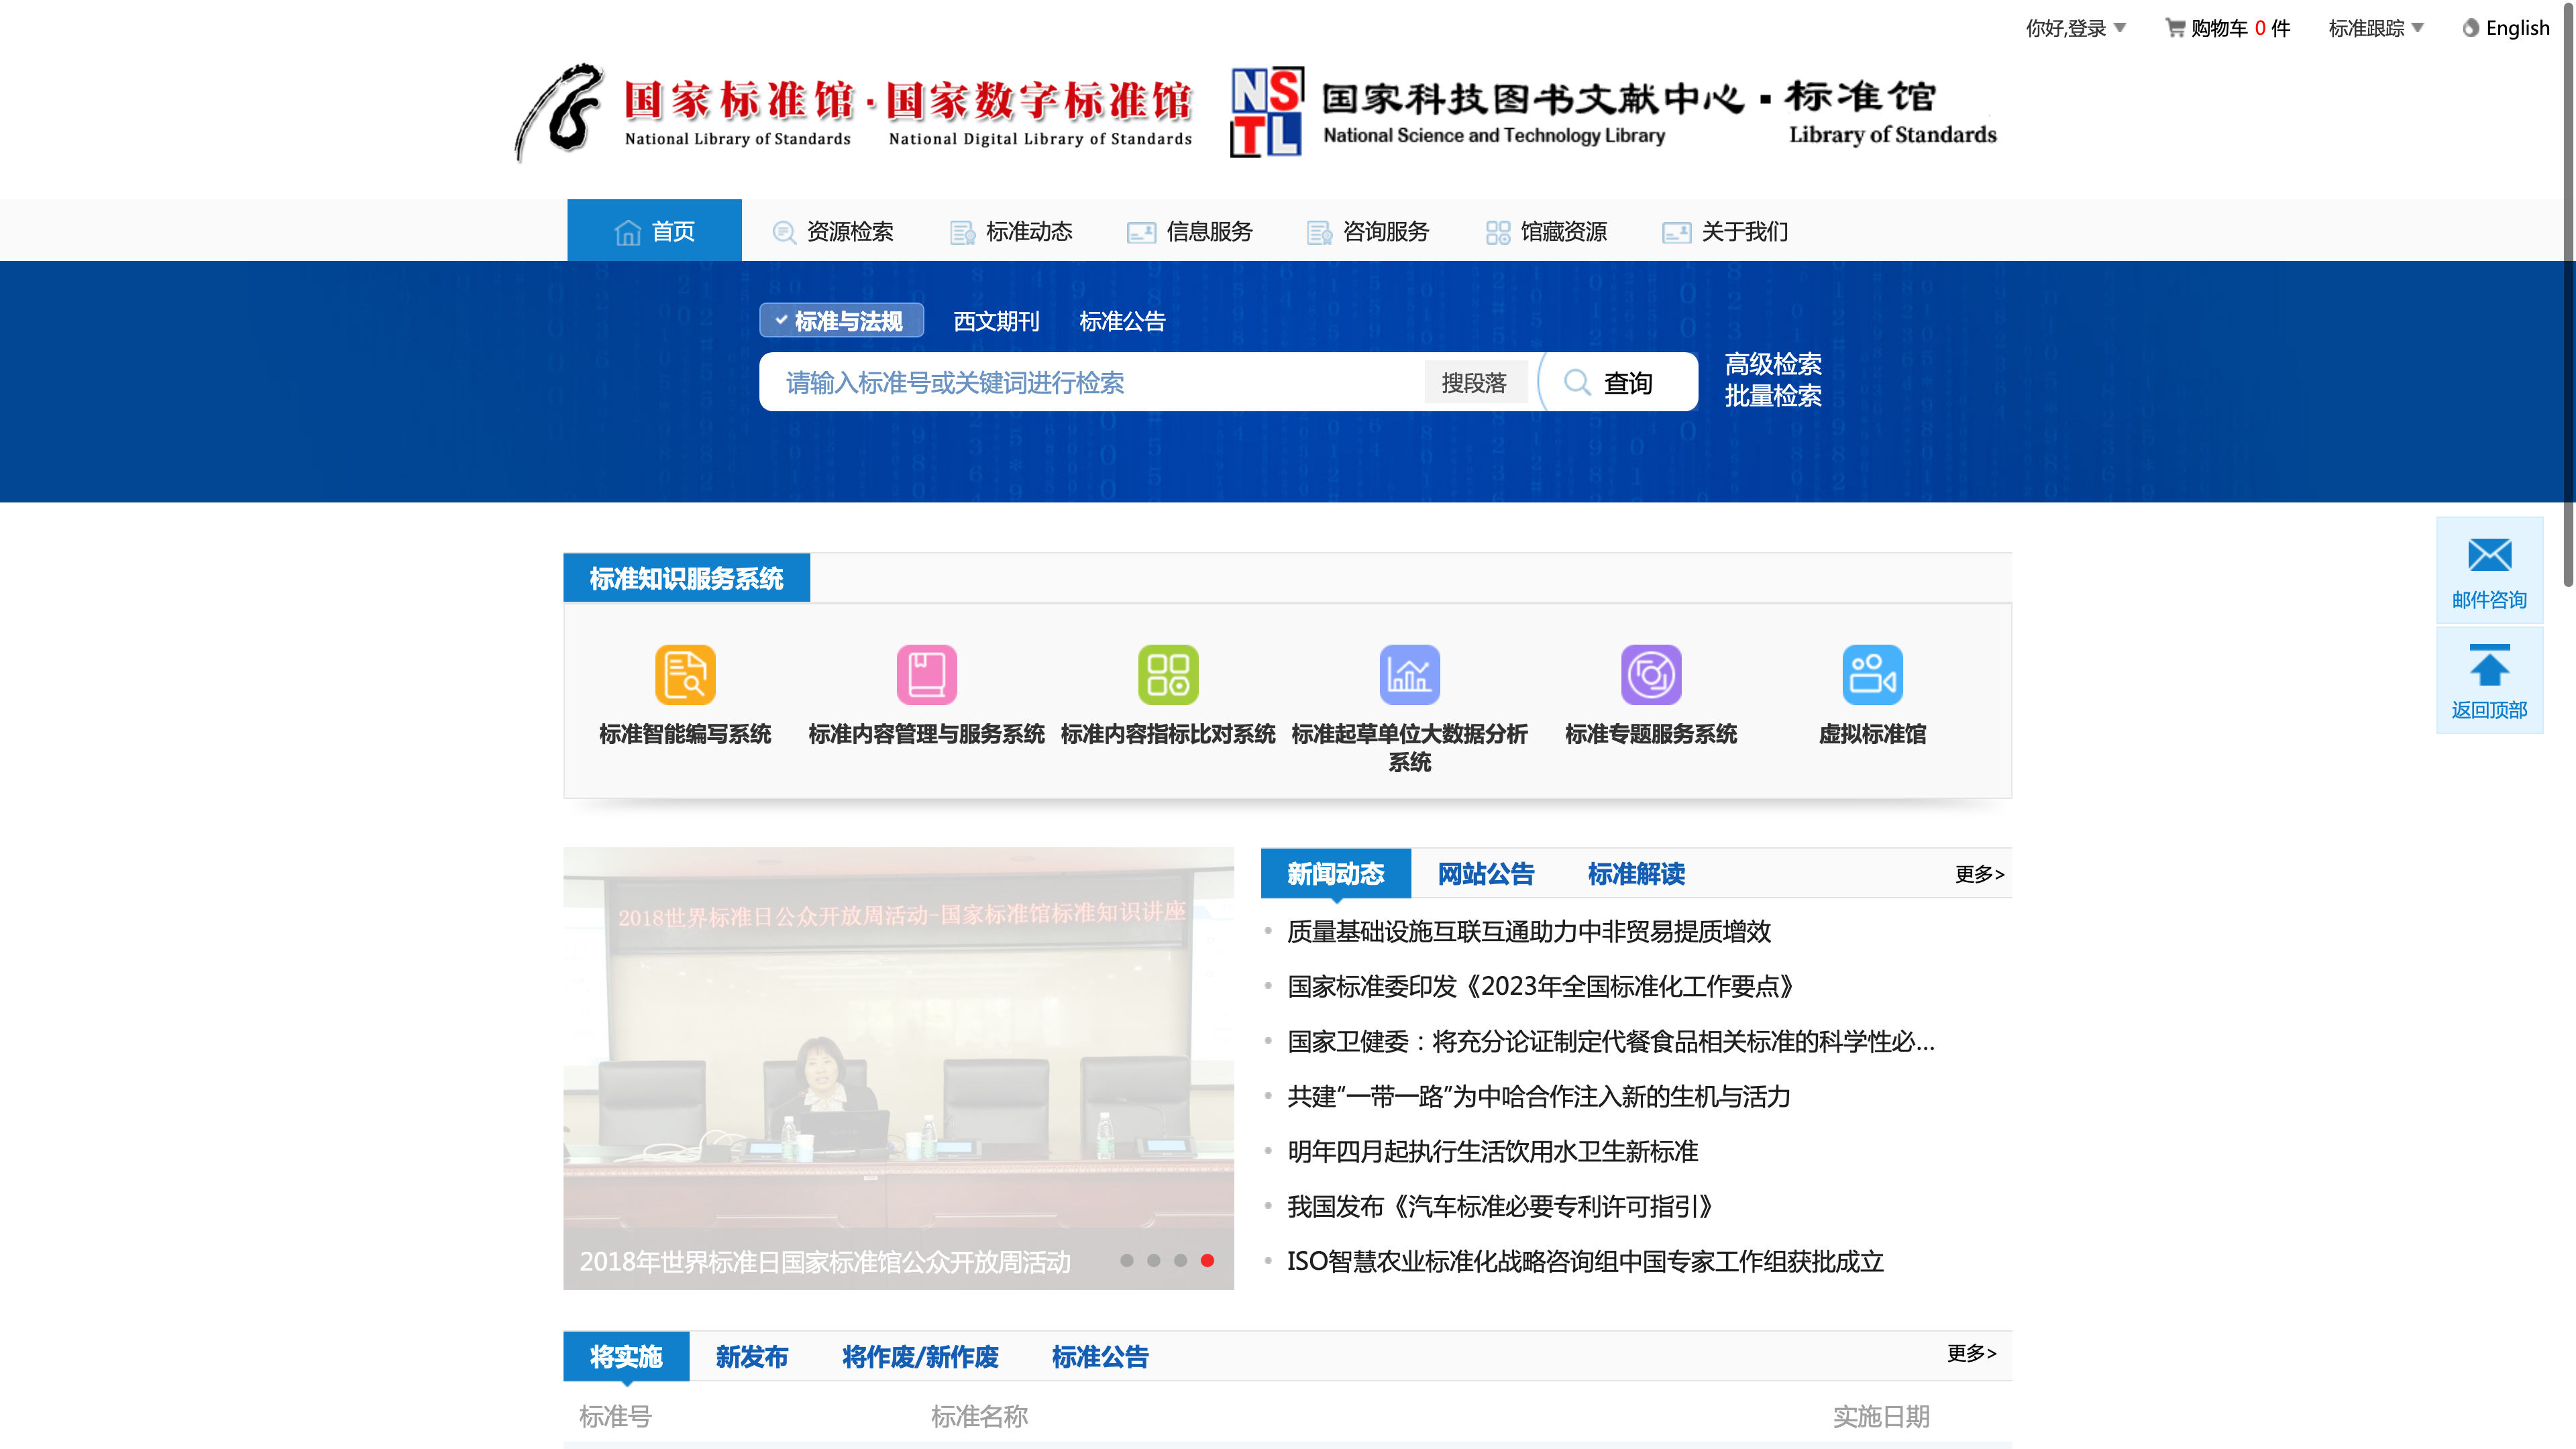 你好,登录
购物车 0 件
标准跟踪
English
国家标准馆·国家数字标准馆
National Library of Standards
National Digital Library of Standards
NSTL
国家科技图书文献中心 · 标准馆
National Science and Technology Library
Library of Standards
首页
资源检索
标准动态
信息服务
咨询服务
馆藏资源
关于我们
标准与法规
西文期刊
标准公告
请输入标准号或关键词进行检索
搜段落
查询
高级检索
批量检索
邮件咨询
返回顶部
标准知识服务系统
标准智能编写系统
标准内容管理与服务系统
标准内容指标比对系统
标准起草单位大数据分析
系统
标准专题服务系统
虚拟标准馆
2018世界标准日公众开放周活动-国家标准馆标准知识讲座
2018年世界标准日国家标准馆公众开放周活动
新闻动态
网站公告
标准解读
更多>
质量基础设施互联互通助力中非贸易提质增效
国家标准委印发《2023年全国标准化工作要点》
国家卫健委：将充分论证制定代餐食品相关标准的科学性必...
共建“一带一路”为中哈合作注入新的生机与活力
明年四月起执行生活饮用水卫生新标准
我国发布《汽车标准必要专利许可指引》
ISO智慧农业标准化战略咨询组中国专家工作组获批成立
将实施
新发布
将作废/新作废
标准公告
更多>
标准号
标准名称
实施日期